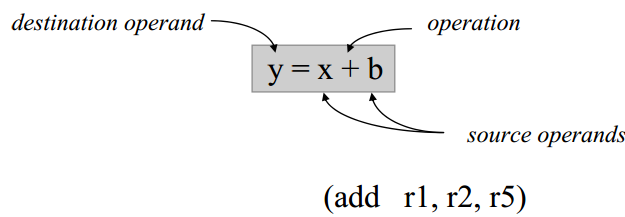 destination operand
operation
y = x + b
source operands
(add r1, r2, r5)